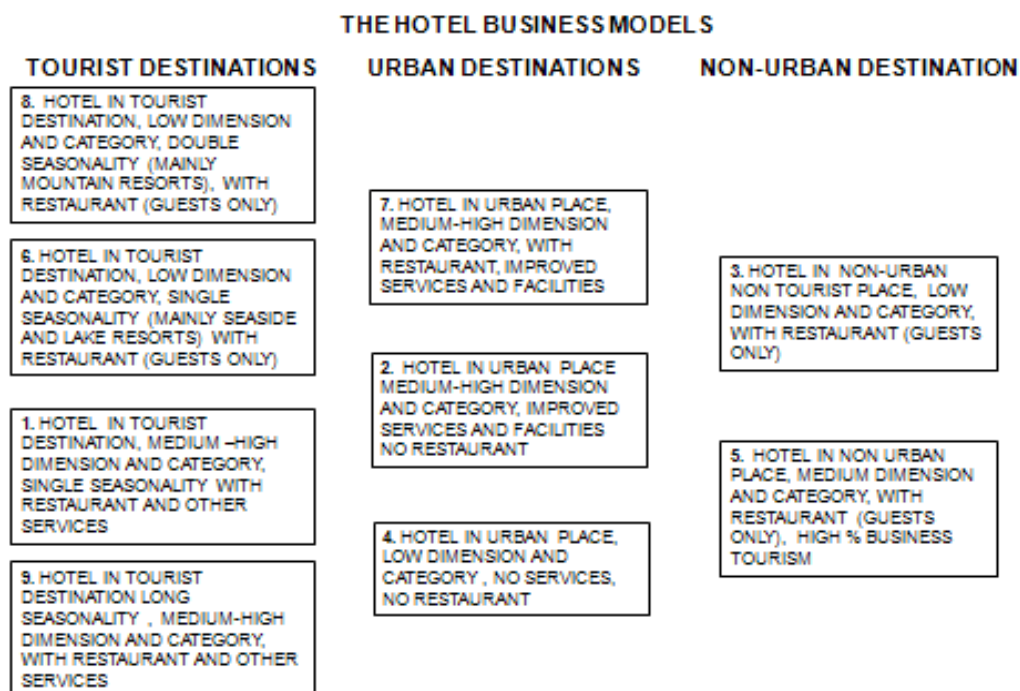 THE HOTEL BUSINESS MODELS
TOURIST DESTINATIONS
URBAN DESTINATIONS
NON-URBAN DESTINATION
8. HOTEL IN TOURIST
DESTINATION, LOW DIMENSION
AND CATEGORY, DOUBLE
SEASONALITY (MAINLY
MOUNTAIN RESORTS), WITH
RESTAURANT (GUESTS ONLY)
6. HOTEL IN TOURIST
DESTINATION, LOW DIMENSION
AND CATEGORY, SINGLE
SEASONALITY (MAINLY SEASIDE
AND LAKE RESORTS) WITH
RESTAURANT (GUESTS ONLY)
1. HOTEL IN TOURIST
DESTINATION, MEDIUM –HIGH
DIMENSION AND CATEGORY,
SINGLE SEASONALITY WITH
RESTAURANT AND OTHER
SERVICES
9. HOTEL IN TOURIST
DESTINATION LONG
SEASONALITY , MEDIUM-HIGH
DIMENSION AND CATEGORY,
WITH RESTAURANT AND OTHER
SERVICES
7. HOTEL IN URBAN PLACE,
MEDIUM-HIGH DIMENSION
AND CATEGORY, WITH
RESTAURANT, IMPROVED
SERVICES AND FACILITIES
2. HOTEL IN URBAN PLACE
MEDIUM-HIGH DIMENSION
AND CATEGORY, IMPROVED
SERVICES AND FACILITIES
NO RESTAURANT
4. HOTEL IN URBAN PLACE,
LOW DIMENSION AND
CATEGORY , NO SERVICES,
NO RESTAURANT
3. HOTEL IN NON-URBAN
NON TOURIST PLACE, LOW
DIMENSION AND CATEGORY,
WITH RESTAURANT (GUESTS
ONLY)
5. HOTEL IN NON URBAN
PLACE, MEDIUM DIMENSION
AND CATEGORY, WITH
RESTAURANT (GUESTS
ONLY), HIGH % BUSINESS
TOURISM